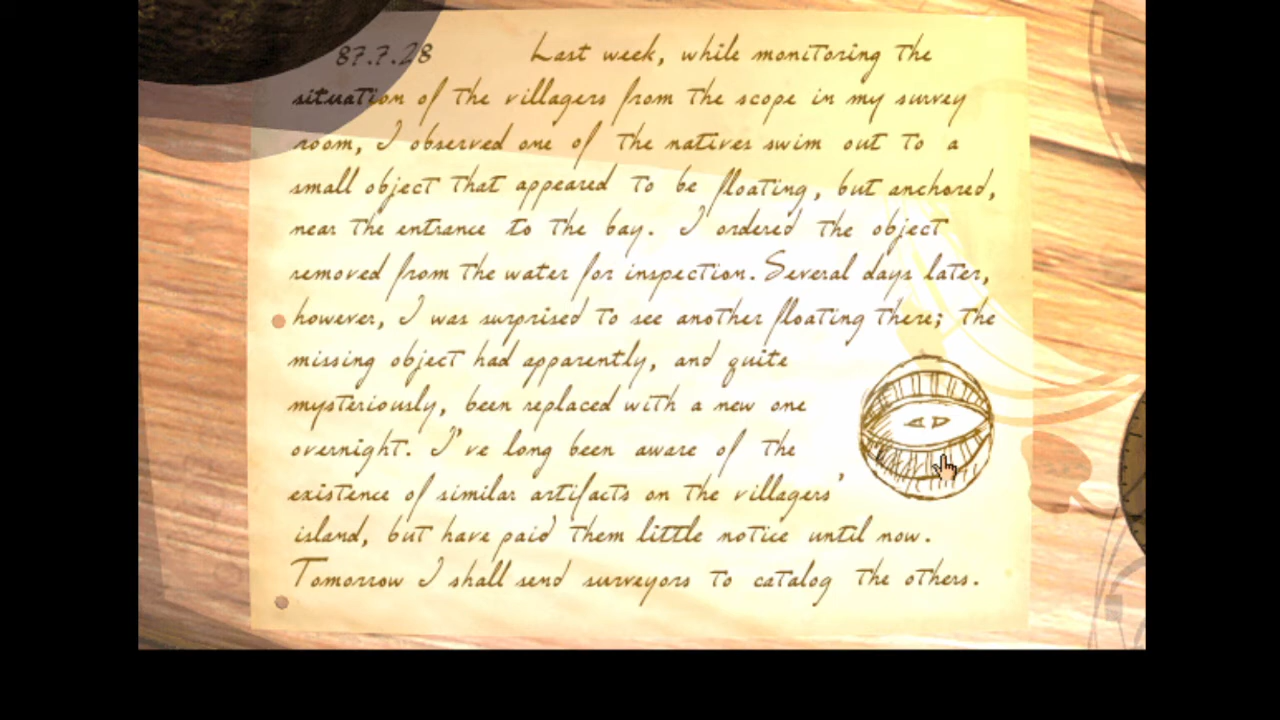 87.7.28 Last week, while monitoring the
situation of the villagers from the scope in my survey
room, I observed one of the natives swim out to a
small object that appeared to be floating, but anchored,
near the entrance to the bay. I ordered the object
removed from the water for inspection. Several days later,
however, I was surprised to see another floating there; the
missing object had apparently, and quite
mysteriously, been replaced with a new one
overnight. I've long been aware of the
existence of similar artifacts on the villagers'
island, but have paid them little notice until now.
Tomorrow I shall send surveyors to catalog the others.